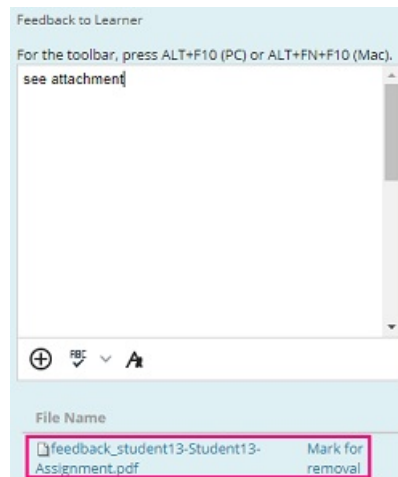 Feedback to Learner
For the toolbar, press ALT+F10 (PC) or ALT+FN+F10 (Mac).
see attachment
ABC
A
File Name
feedback_student13-Student13- Mark for
Assignment.pdf removal